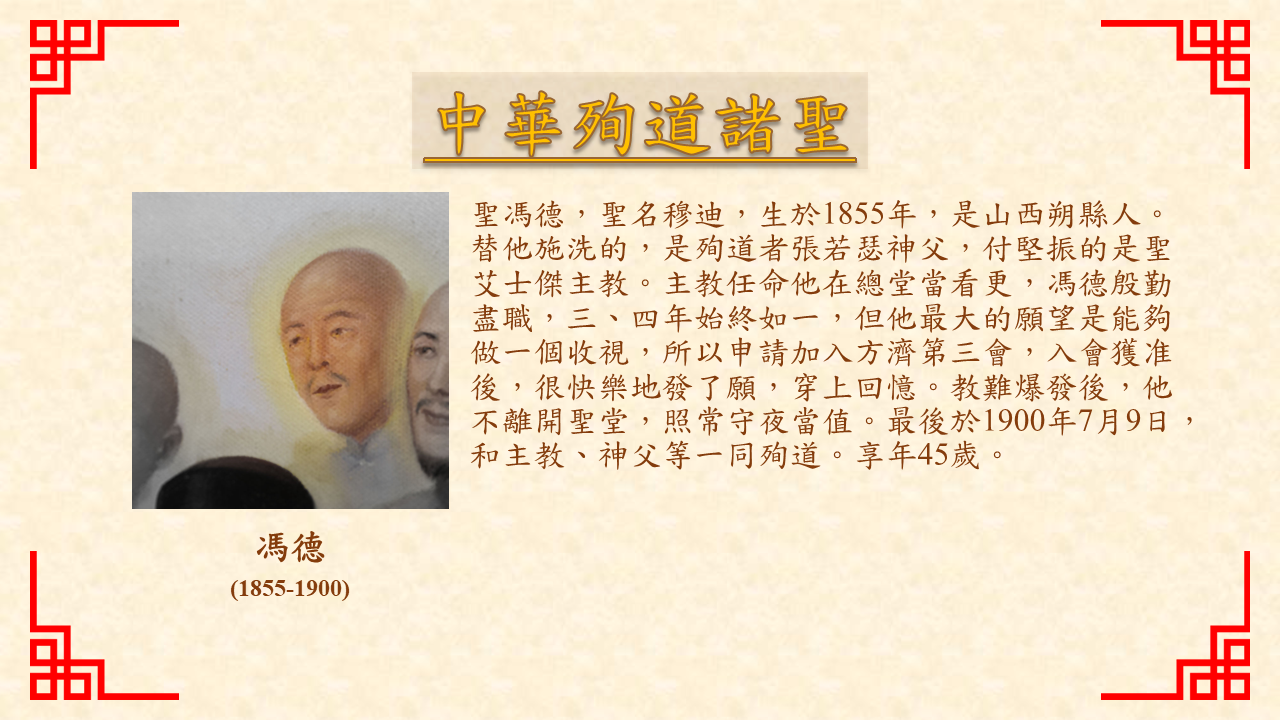 中華殉道諸聖
聖馮德，聖名穆迪，生於1855年，是山西朔縣人。
替他施洗的，是殉道者張若瑟神父，付堅振的是聖
艾士傑主教。主教任命他在總堂當看更，馮德殷勤
盡職，三、四年始終如一，但他最大的願望是能夠
做一個收視，所以申請加入方濟第三會，入會獲准
後，很快樂地發了願，穿上回憶。教難爆發後，他
不離開聖堂，照常守夜當值。最後於1900年7月9日，
和主教、神父等一同殉道。享年45歲。
馮德
(1855-1900)